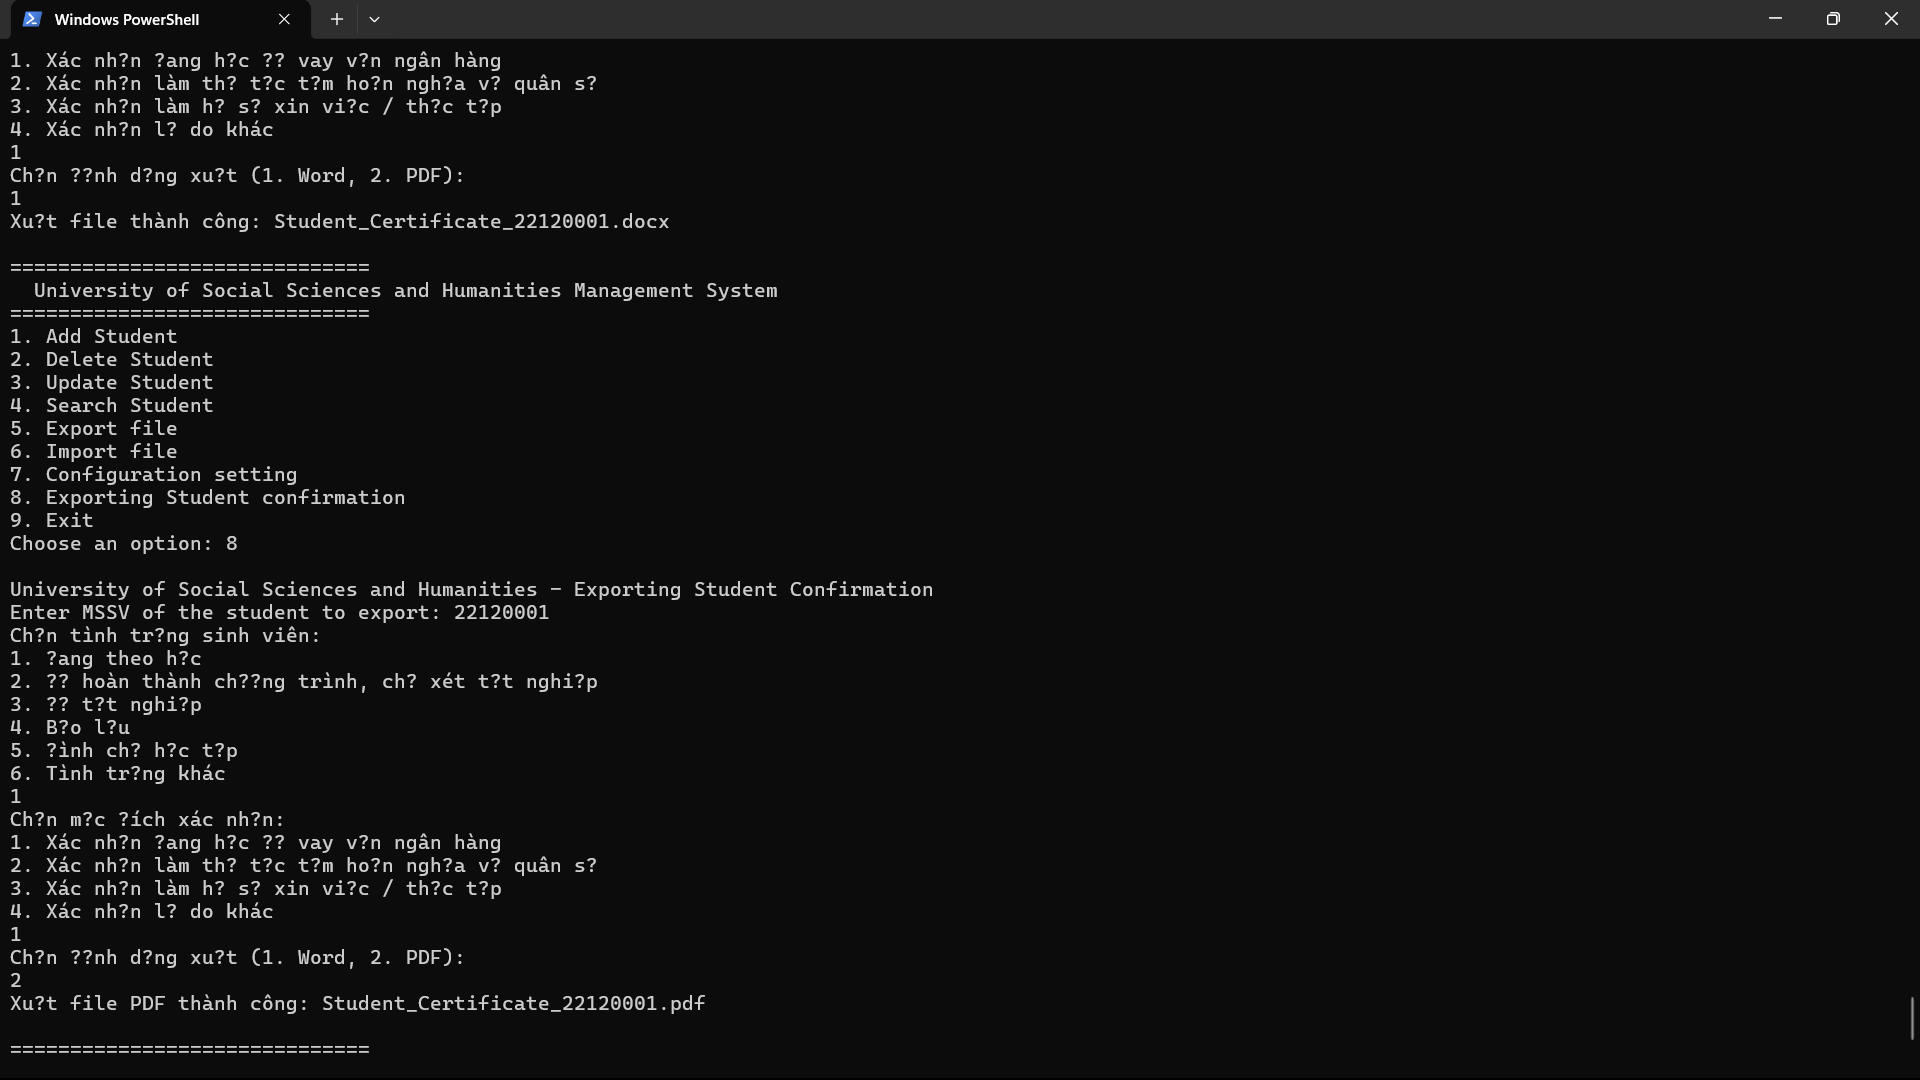 Windows PowerShell
1. Xác nh?n ?ang h?c ?? vay v?n ngân hàng
2. Xác nh?n làm th? t?c t?m ho?n ngh?a v? quân s?
3. Xác nh?n làm h? s? xin vi?c / th?c t?p
4. Xác nh?n l? do khác
1
Ch?n ??nh d?ng xu?t (1. Word, 2. PDF):
1
Xu?t file thành công: Student_Certificate_22120001.docx
==============================
University of Social Sciences and Humanities Management System
==============================
1. Add Student
2. Delete Student
3. Update Student
4. Search Student
5. Export file
6. Import file
7. Configuration setting
8. Exporting Student confirmation
9. Exit
Choose an option: 8
University of Social Sciences and Humanities - Exporting Student Confirmation
Enter MSSV of the student to export: 22120001
Ch?n tình tr?ng sinh viên:
1. ?ang theo h?c
2. ?? hoàn thành ch??ng trình, ch? xét t?t nghi?p
3. ?? t?t nghi?p
4. B?o l?u
5. ?ình ch? h?c t?p
6. Tình tr?ng khác
1
Ch?n m?c ?ích xác nh?n:
1. Xác nh?n ?ang h?c ?? vay v?n ngân hàng
2. Xác nh?n làm th? t?c t?m ho?n ngh?a v? quân s?
3. Xác nh?n làm h? s? xin vi?c / th?c t?p
4. Xác nh?n l? do khác
1
Ch?n ??nh d?ng xu?t (1. Word, 2. PDF):
2
Xu?t file PDF thành công: Student_Certificate_22120001.pdf
==============================